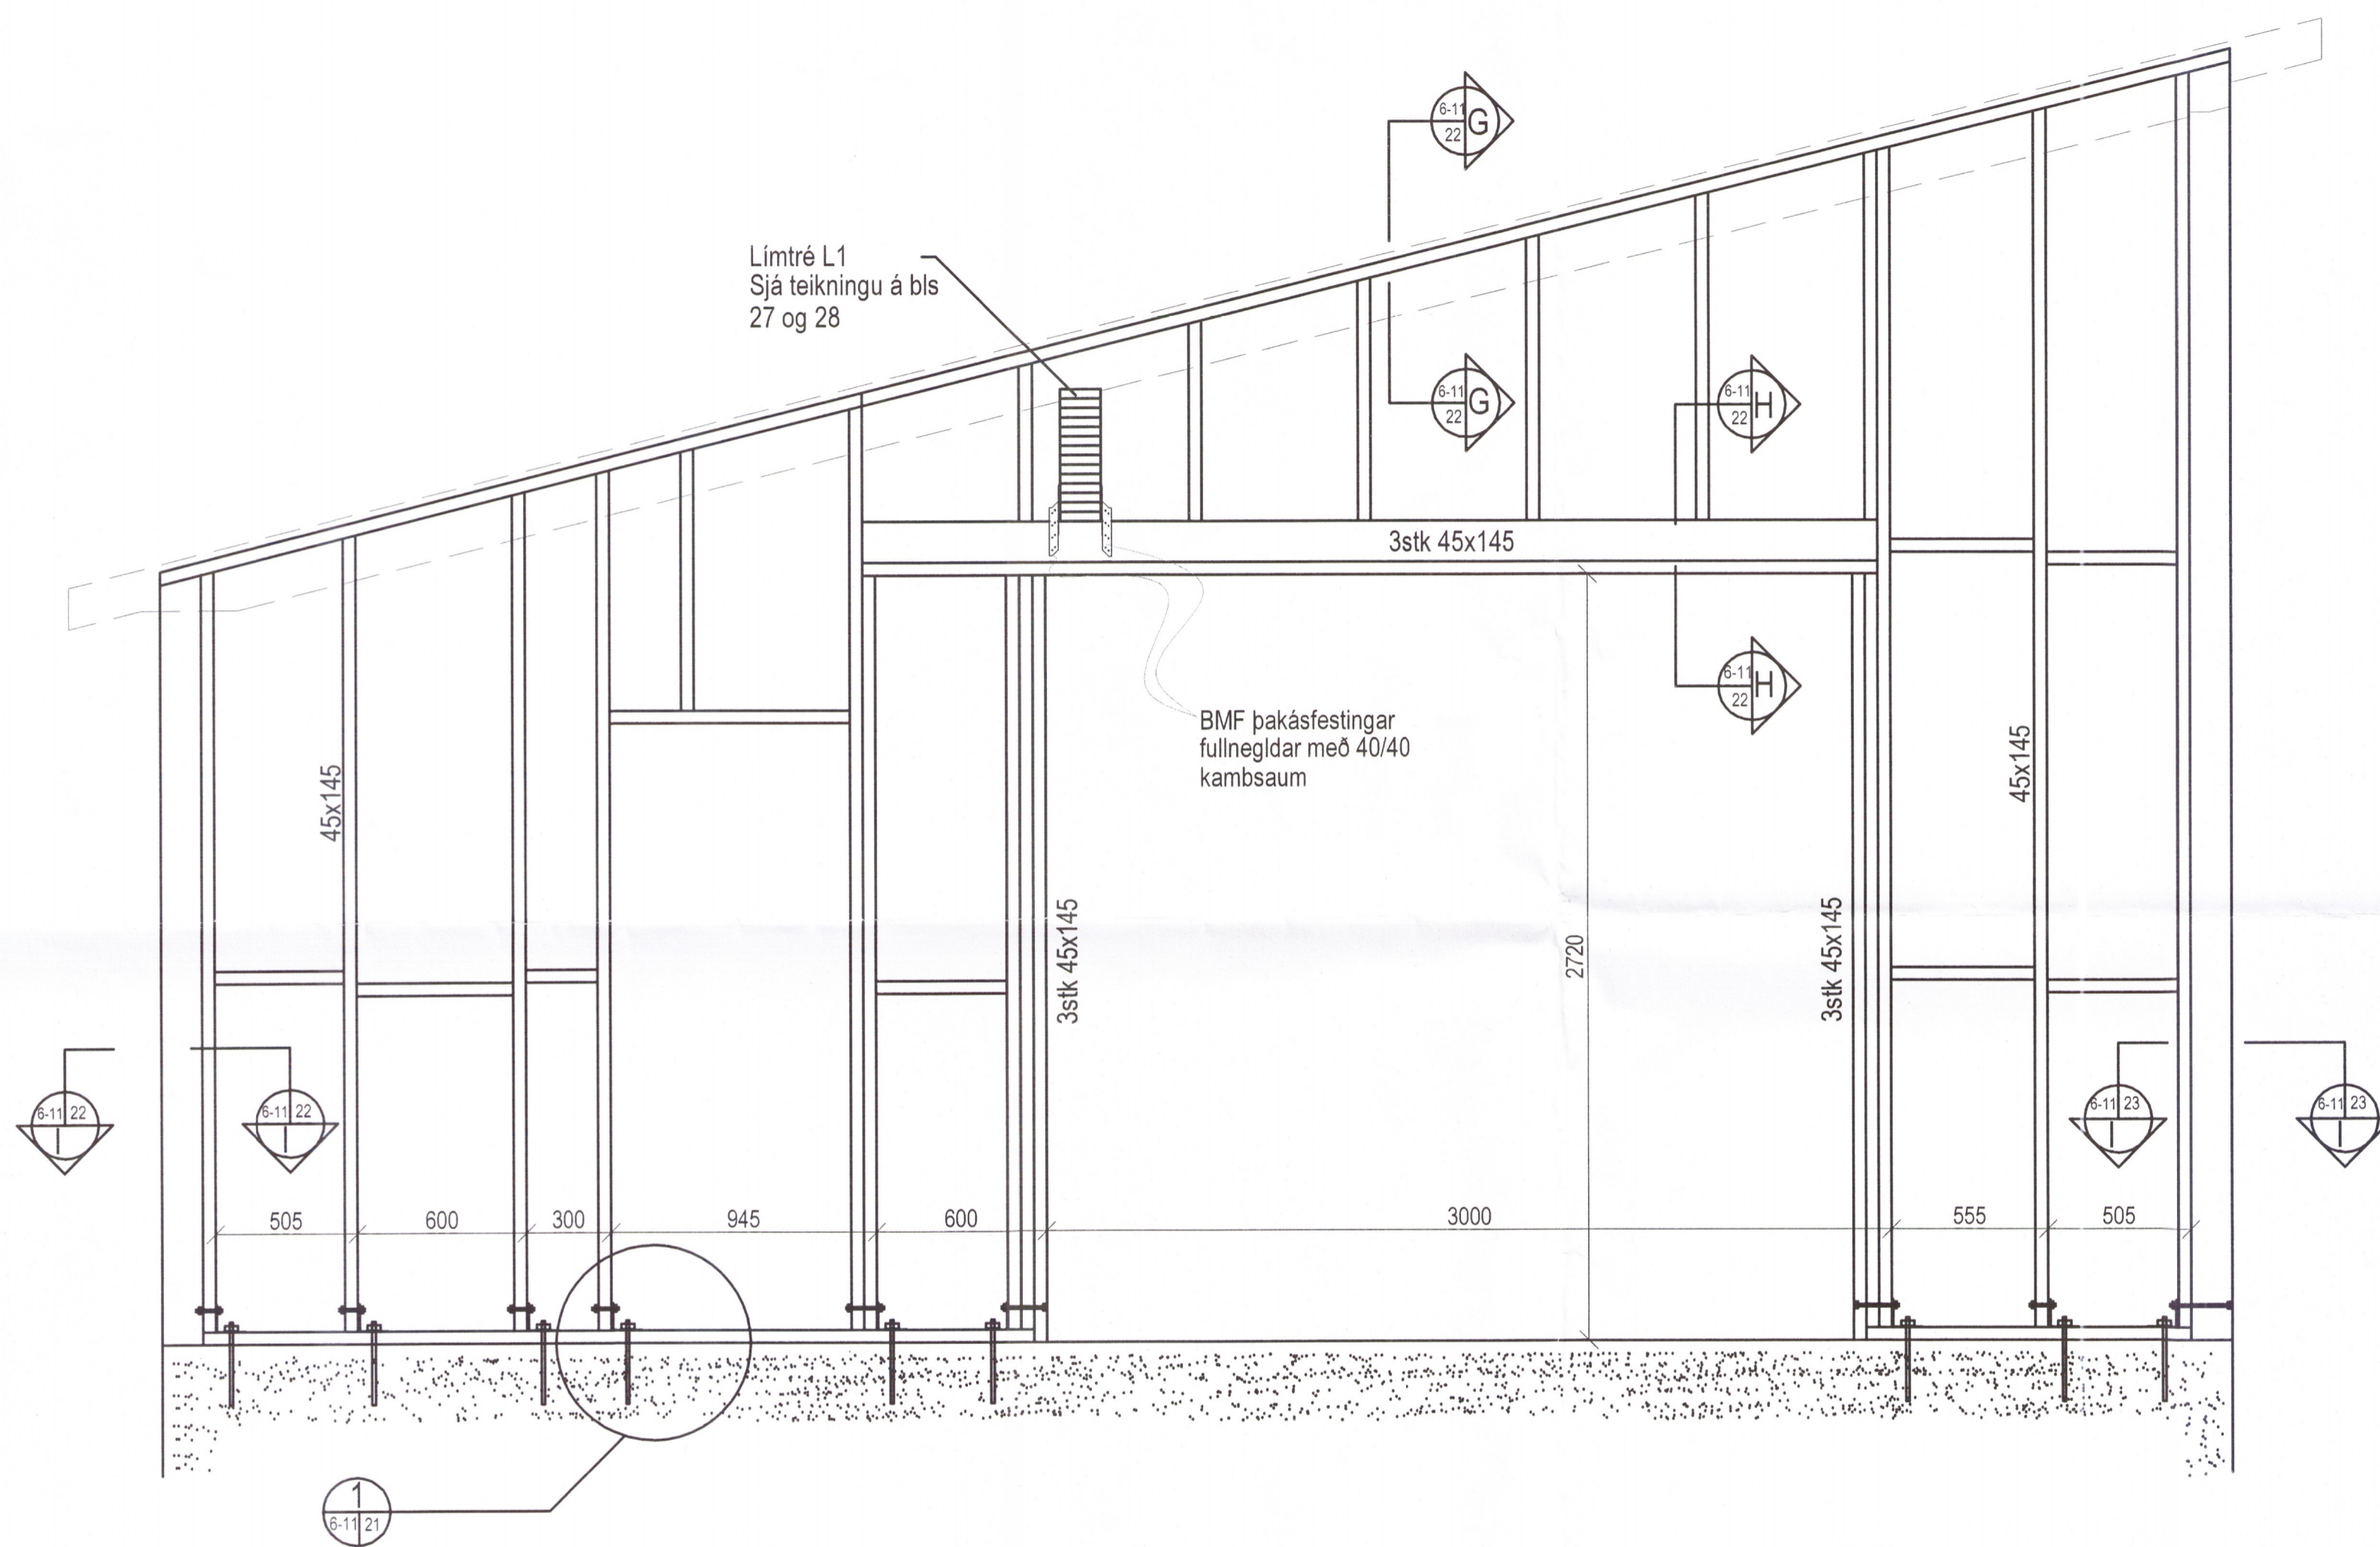 6-11
22
G
Límtré L1
Sjá teikningu á bls
27 og 28
6-11
22
G
6-11
22
H
3stk 45x145
6-11
22
H
BMF þakásfestingar
fullnegldar með 40/40
kambsaum
45x145
45x145
3stk 45x145
2720
3stk 45x145
6-11 22
I
6-11 22
I
6-11 23
I
6-11 23
I
505
600
300
945
600
3000
555
505
1
6-11 21